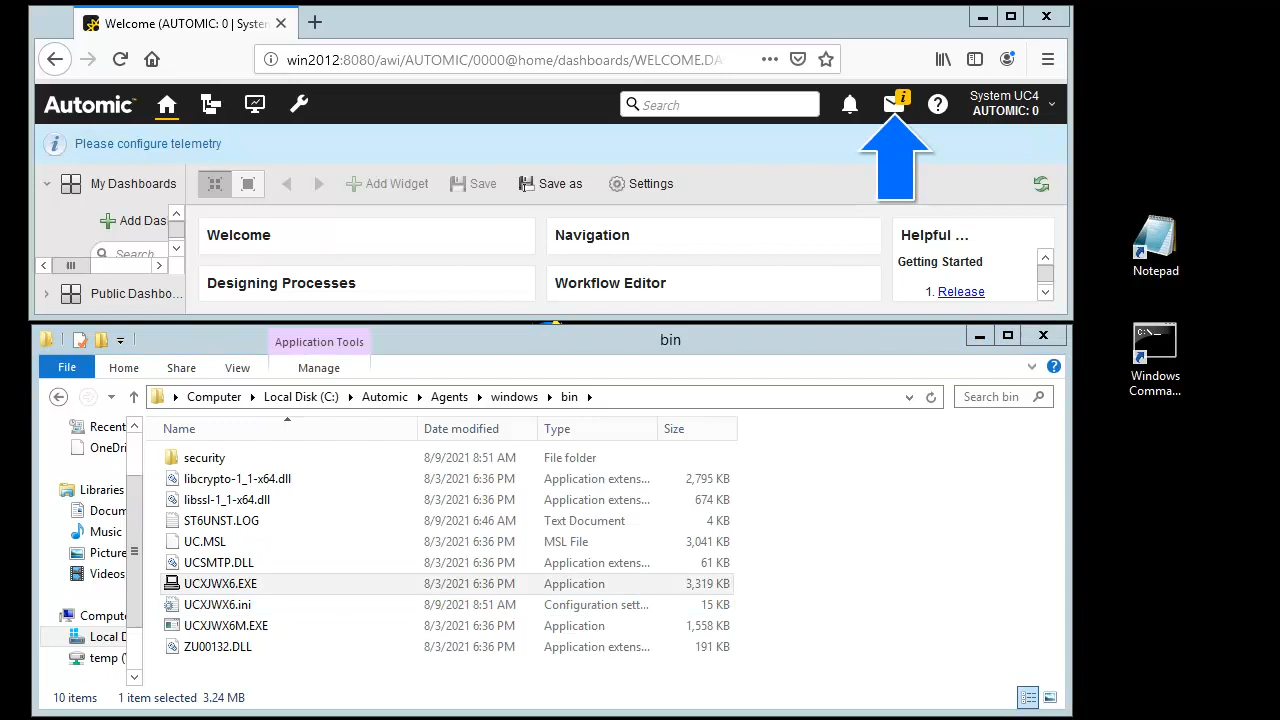 Welcome (AUTOMIC: 0 | System
win2012:8080/awi/AUTOMIC/0000@home/dashboards/WELCOME.DA
Automic
Search
i
System UC4
AUTOMIC: 0
Please configure telemetry
My Dashboards
Add Widget
Save
Save as
Settings
Add Das
Search
Public Dashbo...
Welcome
Navigation
Helpful ...
Getting Started
1. Release
Designing Processes
Workflow Editor
Notepad
Windows
Comma...
C:\>_
Application Tools
bin
File
Home
Share
View
Manage
Computer
Local Disk (C:)
Automic
Agents
windows
bin
Search bin
Recent
OneDri
Libraries
Docum
Music
Picture
Videos
Compute
Local D
temp (
Name Date modified Type Size
security 8/9/2021 8:51 AM File folder
libcrypto-1_1-x64.dll 8/3/2021 6:36 PM Application extens... 2,795 KB
libssl-1_1-x64.dll 8/3/2021 6:36 PM Application extens... 674 KB
ST6UNST.LOG 8/9/2021 6:46 AM Text Document 4 KB
UC.MSL 8/3/2021 6:36 PM MSL File 3,041 KB
UCSMTP.DLL 8/3/2021 6:36 PM Application extens... 61 KB
UCXJWX6.EXE 8/3/2021 6:36 PM Application 3,319 KB
UCXJWX6.ini 8/9/2021 8:51 AM Configuration sett... 15 KB
UCXJWX6M.EXE 8/3/2021 6:36 PM Application 1,558 KB
ZU00132.DLL 8/3/2021 6:36 PM Application extens... 191 KB
10 items 1 item selected 3.24 MB